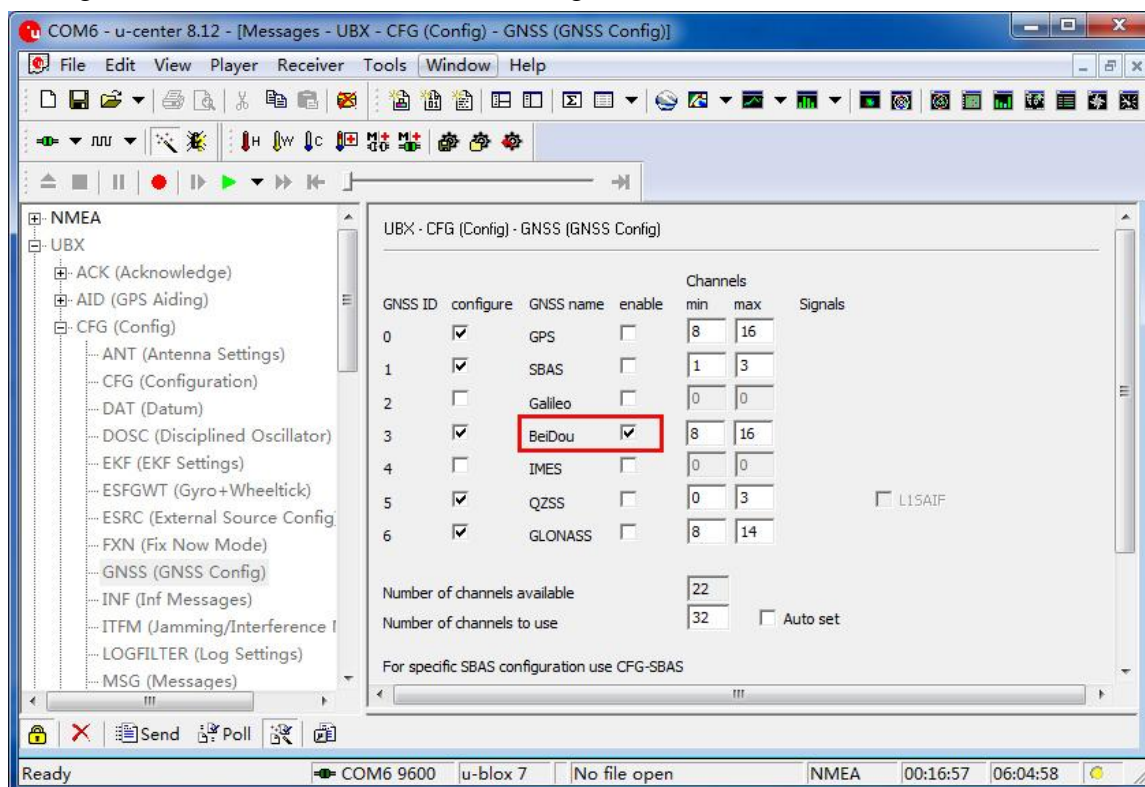 COM6 - u-center 8.12 - [Messages - UBX - CFG (Config) - GNSS (GNSS Config)]
File Edit View Player Receiver Tools Window Help
NMEA
UBX
ACK (Acknowledge)
AID (GPS Aiding)
CFG (Config)
ANT (Antenna Settings)
CFG (Configuration)
DAT (Datum)
DOSC (Disciplined Oscillator)
EKF (EKF Settings)
ESFGWT (Gyro+Wheeltick)
ESRC (External Source Config
FXN (Fix Now Mode)
GNSS (GNSS Config)
INF (Inf Messages)
ITFM (Jamming/Interference
LOGFILTER (Log Settings)
MSG (Messages)
UBX - CFG (Config) - GNSS (GNSS Config)
Channels
GNSS ID configure GNSS name enable min max Signals
0 GPS 8 16
1 SBAS 1 3
2 Galileo 0 0
3 BeiDou 8 16
4 IMES 0 0
5 QZSS 0 3 L1SAIF
6 GLONASS 8 14
Number of channels available 22
Number of channels to use 32 Auto set
For specific SBAS configuration use CFG-SBAS
Send Poll
Ready COM6 9600 u-blox 7 No file open NMEA 00:16:57 06:04:58